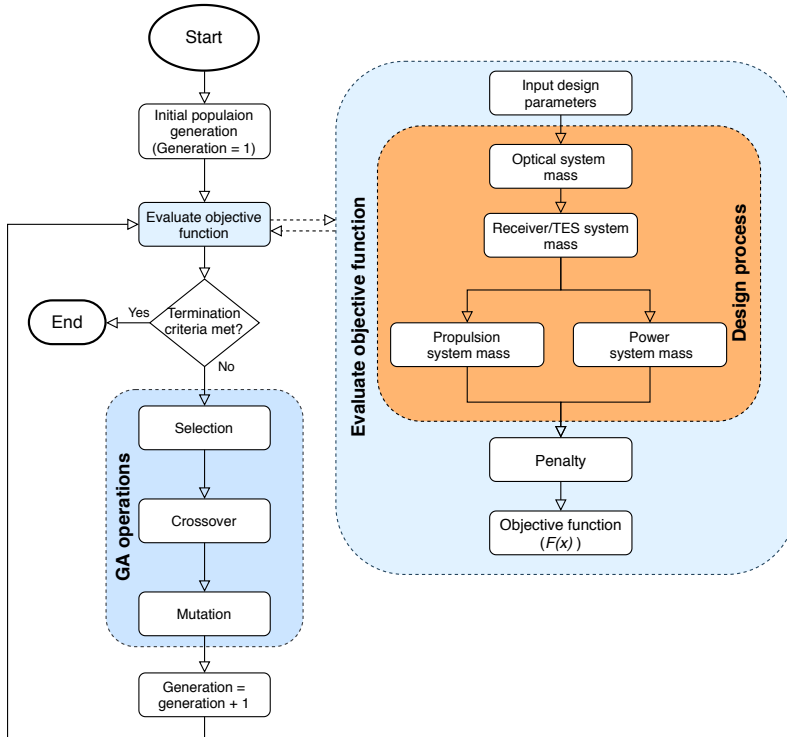 Start
Initial populaion
generation
(Generation = 1)
Evaluate objective
function
Termination
criteria met?
Yes
End
No
GA operations
Selection
Crossover
Mutation
Generation =
generation + 1
Evaluate objective function
Input design
parameters
Design process
Optical system
mass
Receiver/TES system
mass
Propulsion
system mass
Power
system mass
Penalty
Objective function
(F(x) )